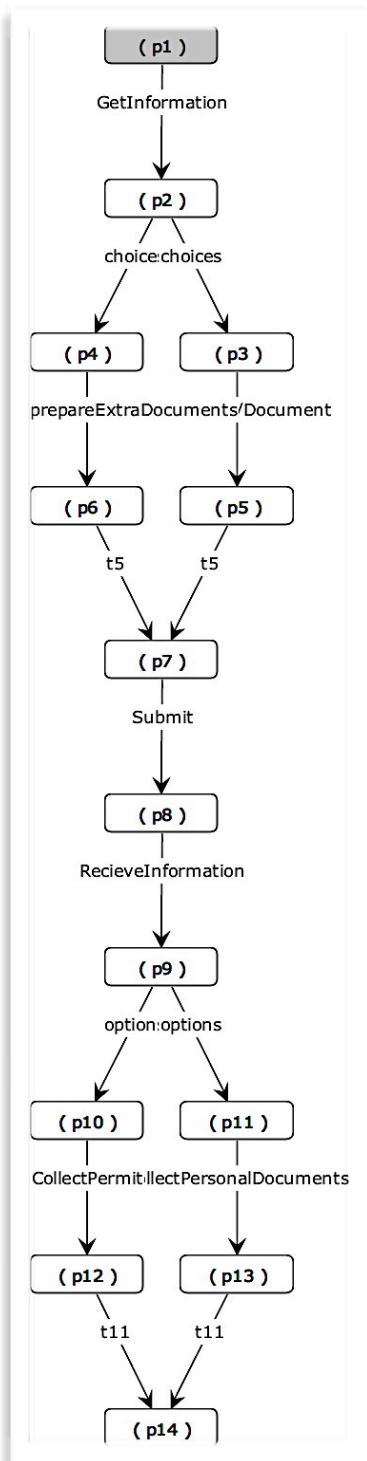 ( p1 )
GetInformation
( p2 )
choice:choices
( p4 ) ( p3 )
prepareExtraDocuments/Document
( p6 ) ( p5 )
t5 t5
( p7 )
Submit
( p8 )
RecieveInformation
( p9 )
option:options
( p10 ) ( p11 )
CollectPermit llectPersonalDocuments
( p12 ) ( p13 )
t11 t11
( p14 )